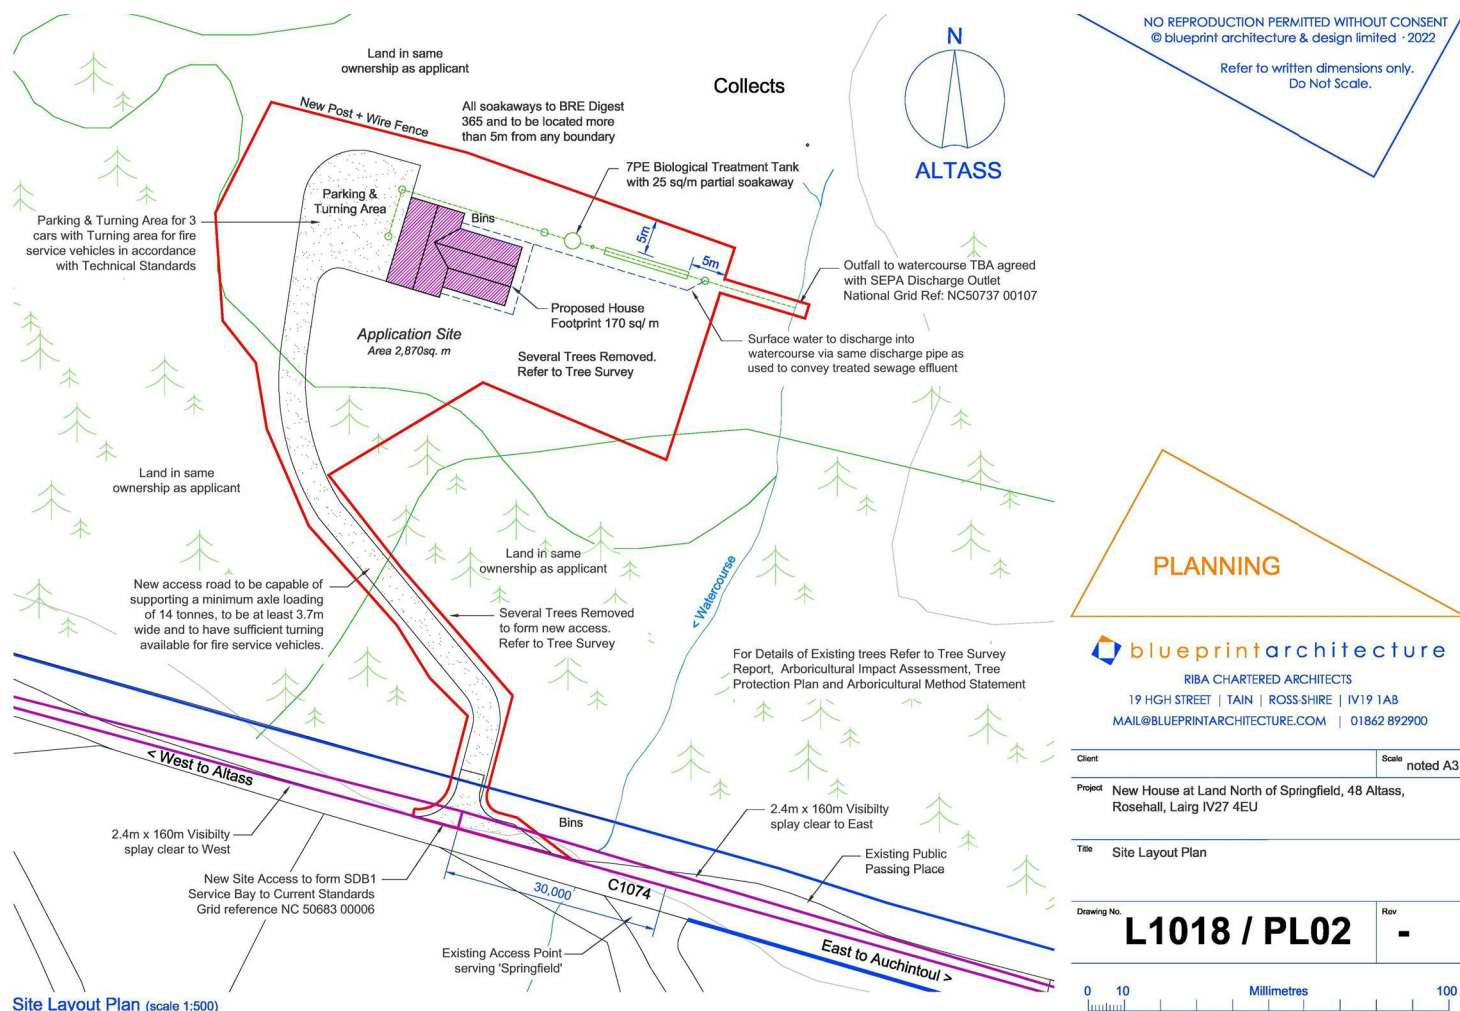 Land in same
ownership as applicant
Collects
N
ALTASS
New Post + Wire Fence
All soakaways to BRE Digest
365 and to be located more
than 5m from any boundary
7PE Biological Treatment Tank
with 25 sq/m partial soakaway
Parking &
Turning Area
Bins
5m
5m
Parking & Turning Area for 3
cars with Turning area for fire
service vehicles in accordance
with Technical Standards
Outfall to watercourse TBA agreed
with SEPA Discharge Outlet
National Grid Ref: NC50737 00107
Proposed House
Footprint 170 sq/ m
Application Site
Area 2,870sq. m
Several Trees Removed.
Refer to Tree Survey
Surface water to discharge into
watercourse via same discharge pipe as
used to convey treated sewage effluent
Land in same
ownership as applicant
Land in same
ownership as applicant
< Watercourse
New access road to be capable of
supporting a minimum axle loading
of 14 tonnes, to be at least 3.7m
wide and to have sufficient turning
available for fire service vehicles.
Several Trees Removed
to form new access.
Refer to Tree Survey
For Details of Existing trees Refer to Tree Survey
Report, Arboricultural Impact Assessment, Tree
Protection Plan and Arboricultural Method Statement
< West to Altass
2.4m x 160m Visibilty
splay clear to West
Bins
2.4m x 160m Visibilty
splay clear to East
Existing Public
Passing Place
New Site Access to form SDB1
Service Bay to Current Standards
Grid reference NC 50683 00006
30,000
C1074
Existing Access Point
serving 'Springfield'
East to Auchintoul >
Site Layout Plan (scale 1:500)
NO REPRODUCTION PERMITTED WITHOUT CONSENT
© blueprint architecture & design limited · 2022
Refer to written dimensions only.
Do Not Scale.
PLANNING
blueprintarchitecture
RIBA CHARTERED ARCHITECTS
19 HGH STREET | TAIN | ROSS-SHIRE | IV19 1AB
MAIL@BLUEPRINTARCHITECTURE.COM | 01862 892900
Client
Scale noted A3
Project New House at Land North of Springfield, 48 Altass,
Rosehall, Lairg IV27 4EU
Title Site Layout Plan
Drawing No. L1018 / PL02
Rev -
0 10 Millimetres 100